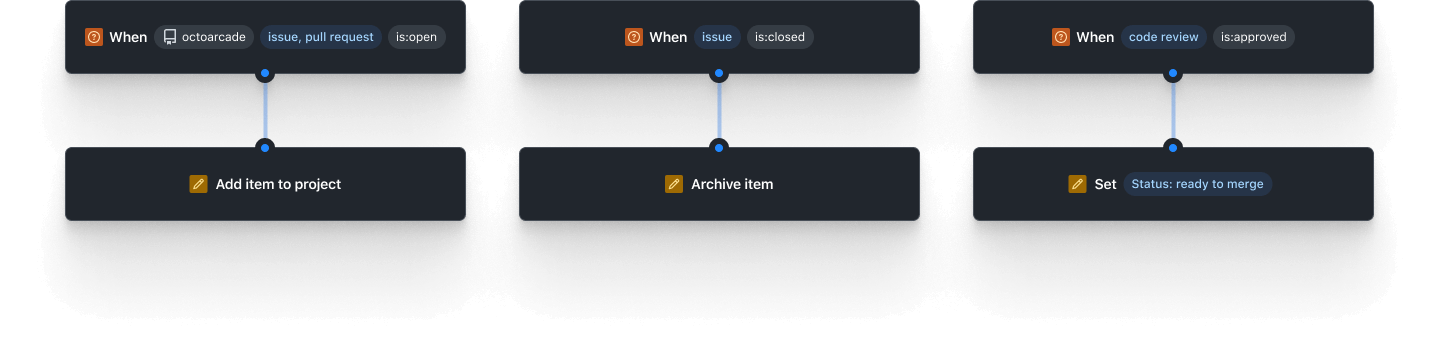 When octoarcade issue, pull request is:open
Add item to project
When issue is:closed
Archive item
When code review is:approved
Set Status: ready to merge